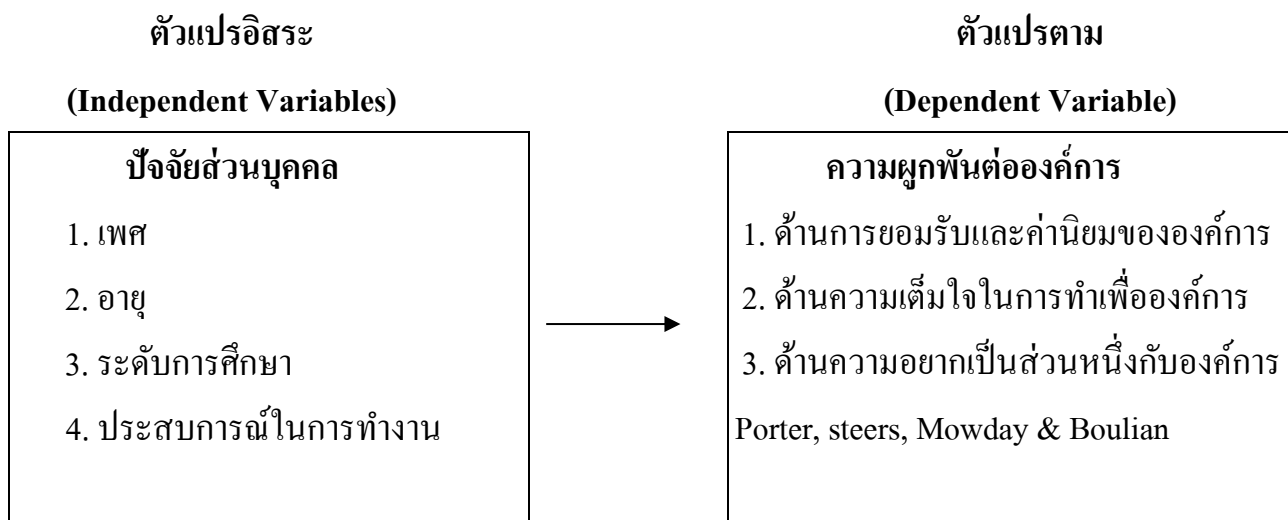 ตัวแปรอิสระ
(Independent Variables)
ปัจจัยส่วนบุคคล
1. เพศ
2. อายุ
3. ระดับการศึกษา
4. ประสบการณ์ในการทำงาน
ตัวแปรตาม
(Dependent Variable)
ความผูกพันต่อองค์การ
1. ด้านการยอมรับและค่านิยมขององค์การ
2. ด้านความเต็มใจในการทำเพื่อองค์การ
3. ด้านความอยากเป็นส่วนหนึ่งกับองค์การ
Porter, steers, Mowday & Boulian